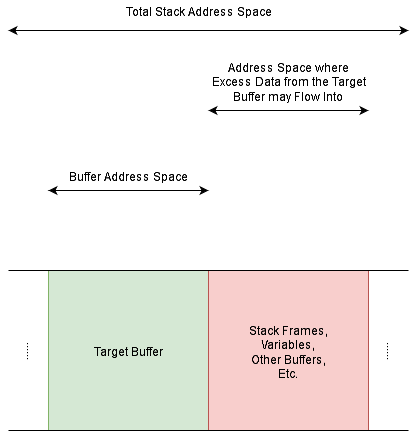 Total Stack Address Space
Address Space where
Excess Data from the Target
Buffer may Flow Into
Buffer Address Space
Target Buffer
Stack Frames,
Variables,
Other Buffers,
Etc.